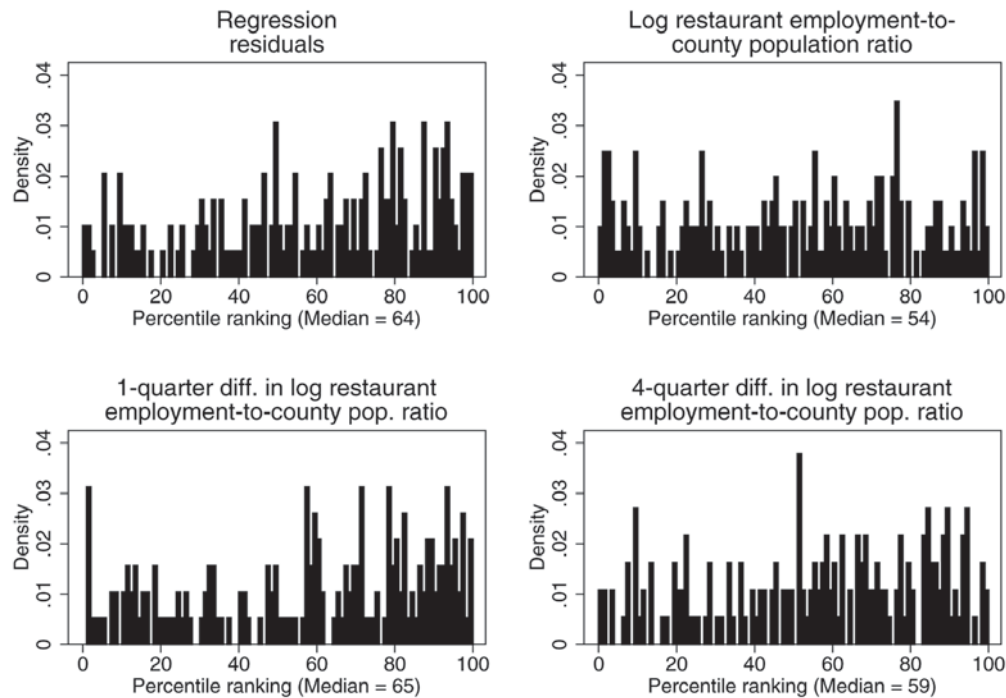 Regression
residuals
.04
.03
.02
.01
0
Density
0 20 40 60 80 100
Percentile ranking (Median = 64)
Log restaurant employment-to-
county population ratio
.04
.03
.02
.01
0
Density
0 20 40 60 80 100
Percentile ranking (Median = 54)
1-quarter diff. in log restaurant
employment-to-county pop. ratio
.04
.03
.02
.01
0
Density
0 20 40 60 80 100
Percentile ranking (Median = 65)
4-quarter diff. in log restaurant
employment-to-county pop. ratio
.04
.03
.02
.01
0
Density
0 20 40 60 80 100
Percentile ranking (Median = 59)